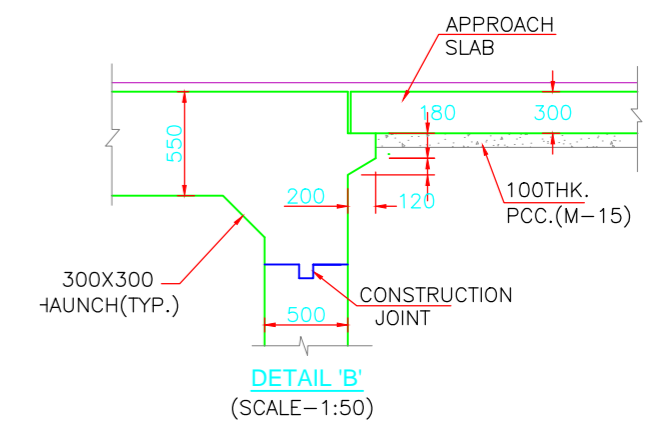 APPROACH
SLAB
180
300
550
200
120
100THK.
PCC.(M-15)
300X300
HAUNCH(TYP.)
CONSTRUCTION
JOINT
500
DETAIL 'B'
(SCALE-1:50)